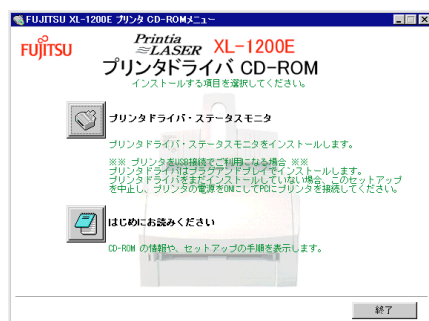 FUJITSU XL-1200E プリンタ CD-ROMメニュー
FUJITSU
Printia
LASER XL-1200E
プリンタドライバ CD-ROM
インストールする項目を選択してください。
プリンタドライバ・ステータスモニタ
プリンタドライバ・ステータスモニタをインストールします。
※※ プリンタをUSB接続でご利用になる場合 ※※
プリンタドライバはプラグアンドプレイでインストールします。
プリンタドライバをまだインストールしていない場合、このセットアップ
を中止し、プリンタの電源をONにしてPCにプリンタを接続してください。
はじめにお読みください
CD-ROM の情報や、セットアップの手順を表示します。
終了